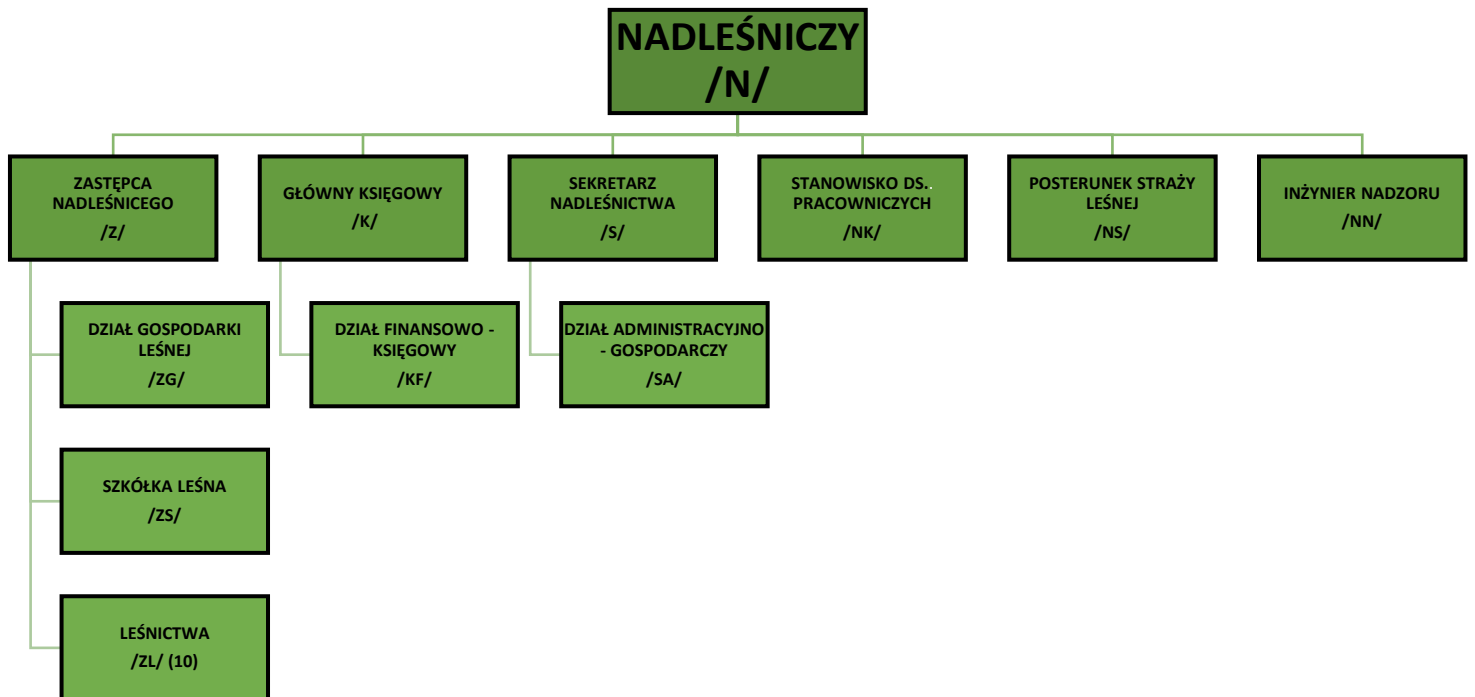 NADLEŚNICZY
/N/
ZASTĘPCA
NADLEŚNICEGO
/Z/
GŁÓWNY KSIĘGOWY
/K/
SEKRETARZ
NADLEŚNICTWA
/S/
STANOWISKO DS..
PRACOWNICZYCH
/NK/
POSTERUNEK STRAŻY
LEŚNEJ
/NS/
INŻYNIER NADZORU
/NN/
DZIAŁ GOSPODARKI
LEŚNEJ
/ZG/
DZIAŁ FINANSOWO -
KSIĘGOWY
/KF/
DZIAŁ ADMINISTRACYJNO
- GOSPODARCZY
/SA/
SZKÓŁKA LEŚNA
/ZS/
LEŚNICTWA
/ZL/ (10)